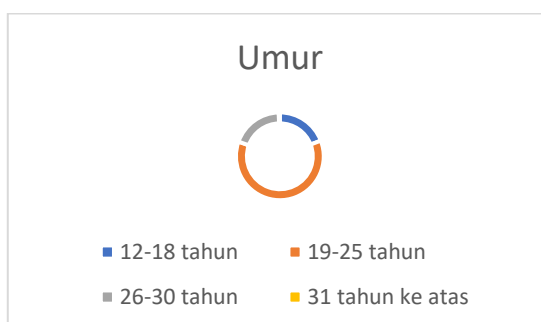 Umur
12-18 tahun
19-25 tahun
26-30 tahun
31 tahun ke atas